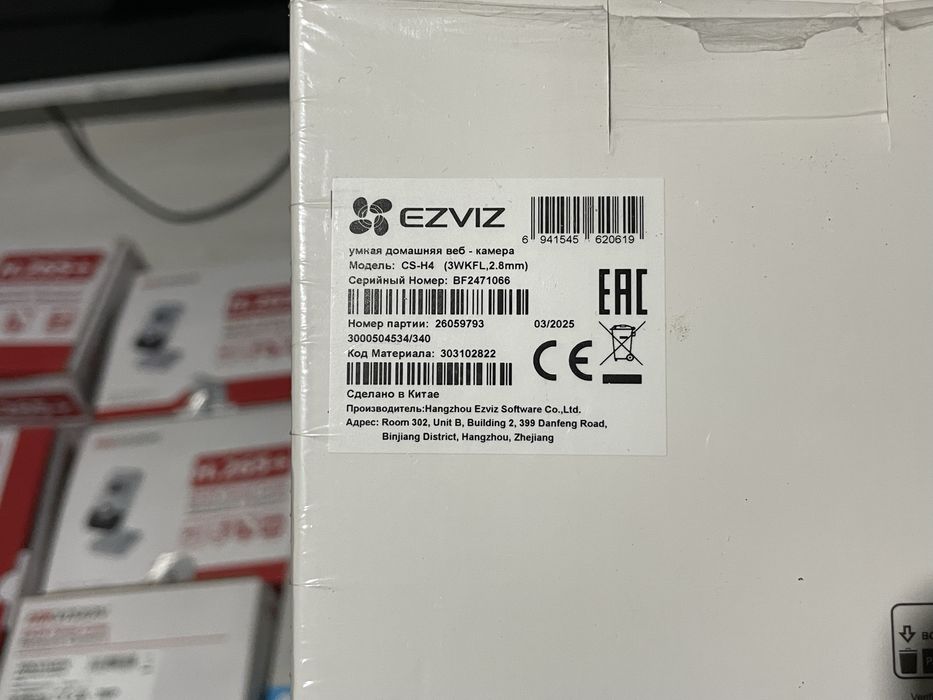 EZVIZ
6 941545 620619
умная домашняя веб - камера
Модель: CS-H4 (3WKFL,2.8mm)
Серийный Номер: BF2471066
EAC
Номер партии: 26059793 03/2025
3000504534/340
Код Материала: 303102822
CE
Сделано в Китае
Производитель:Hangzhou Ezviz Software Co.,Ltd.
Адрес: Room 302, Unit B, Building 2, 399 Danfeng Road,
Binjiang District, Hangzhou, Zhejiang